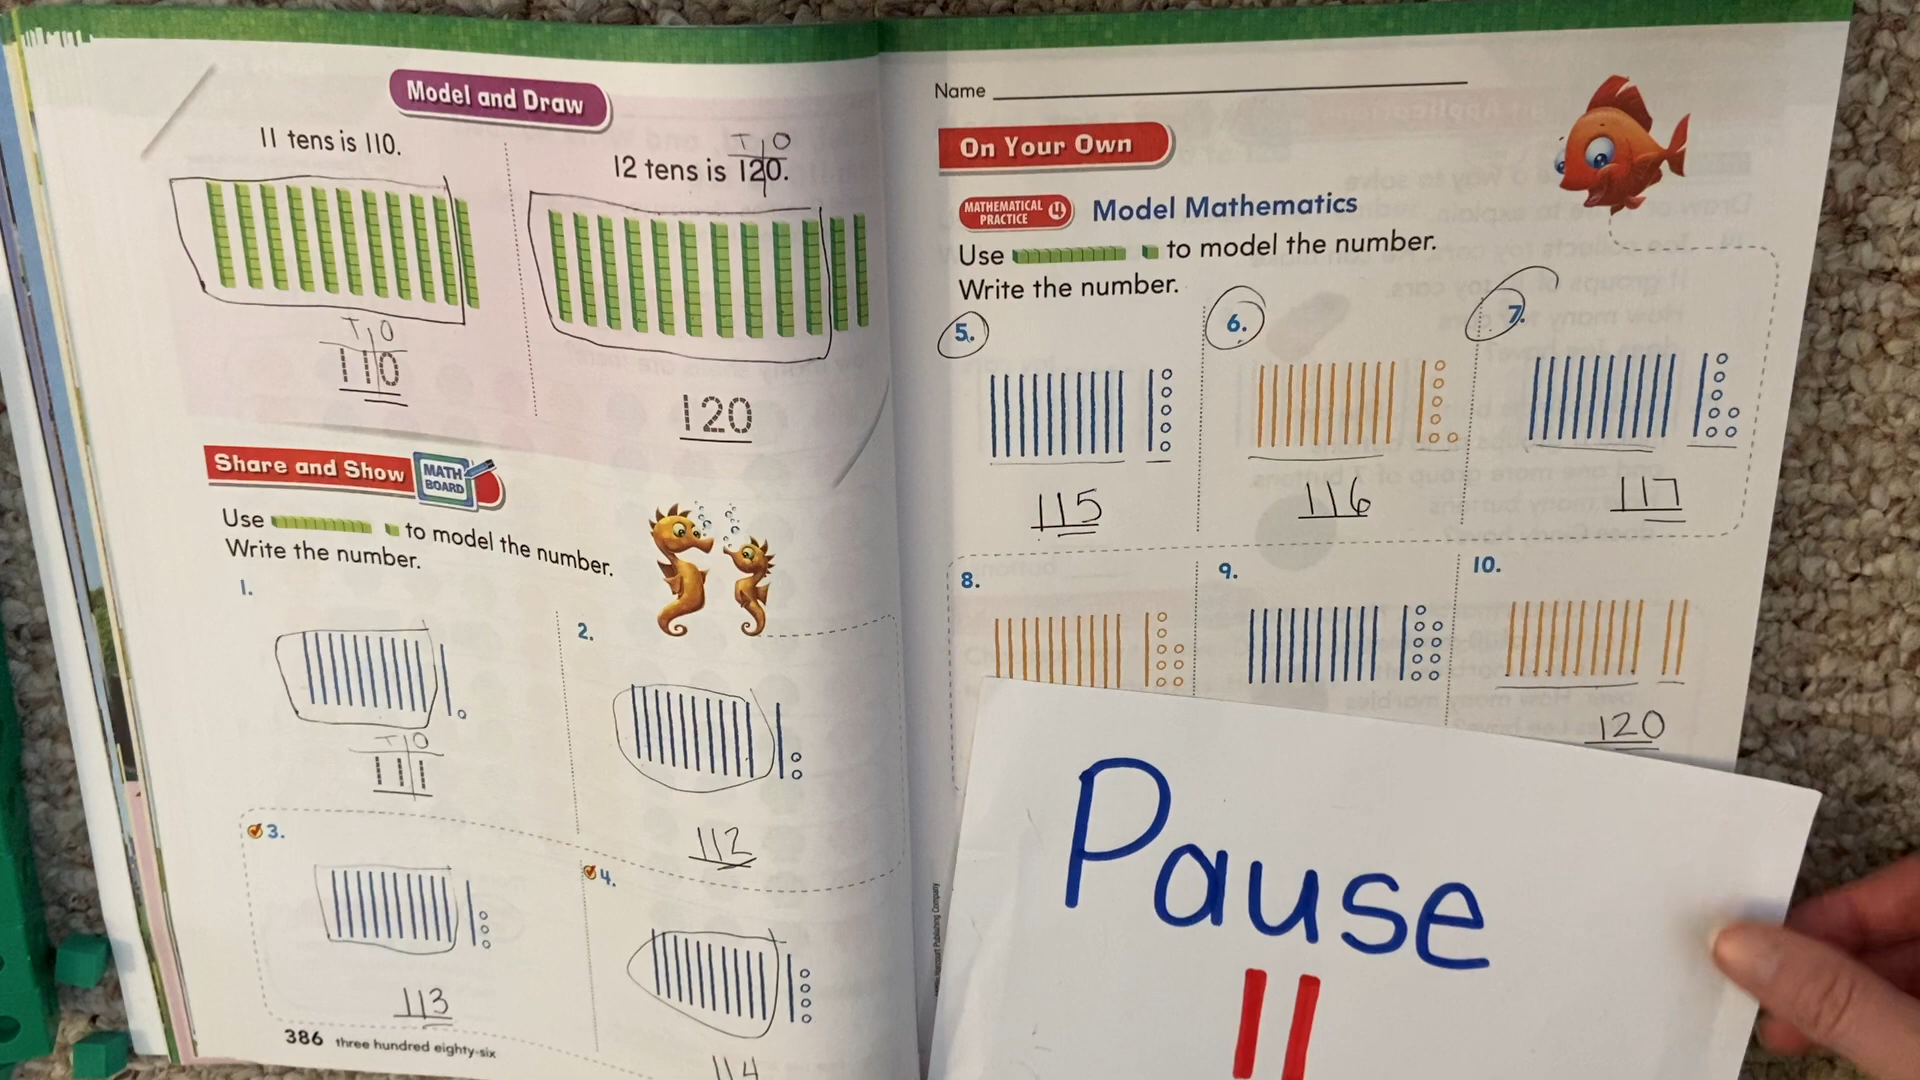 Model and Draw
11 tens is 110.
T O
12 tens is 120.
T O
110
120
Share and Show
MATH
BOARD
Use to model the number.
Write the number.
1.
T O
111
2.
112
3.
113
4.
114
386 three hundred eighty-six
Name
On Your Own
MATHEMATICAL
PRACTICE 4
Model Mathematics
Use to model the number.
Write the number.
5.
115
6.
116
7.
117
8.
9.
10.
120
Pause